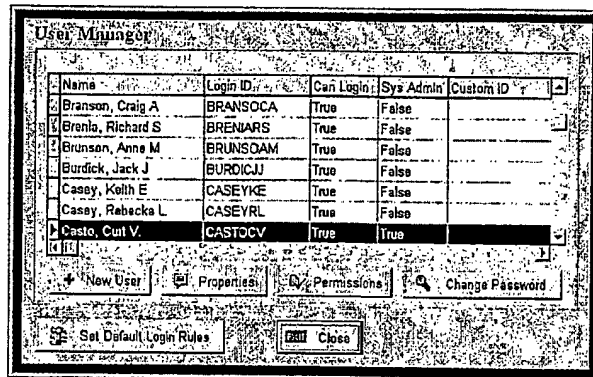 User Manager
Name Login ID Can Login Sys Admin Custom ID
Branson, Craig A BRANSOCA True False
Brenia, Richard S BRENIARS True False
Brunson, Anne M BRUNSOAM True False
Burdick, Jack J BURDICJJ True False
Casey, Keith E CASEYKE True False
Casey, Rebecka L CASEYRL True False
Casto, Curt V. CASTOCV True True
New User Properties Permissions Change Password
Set Default Login Rules Close